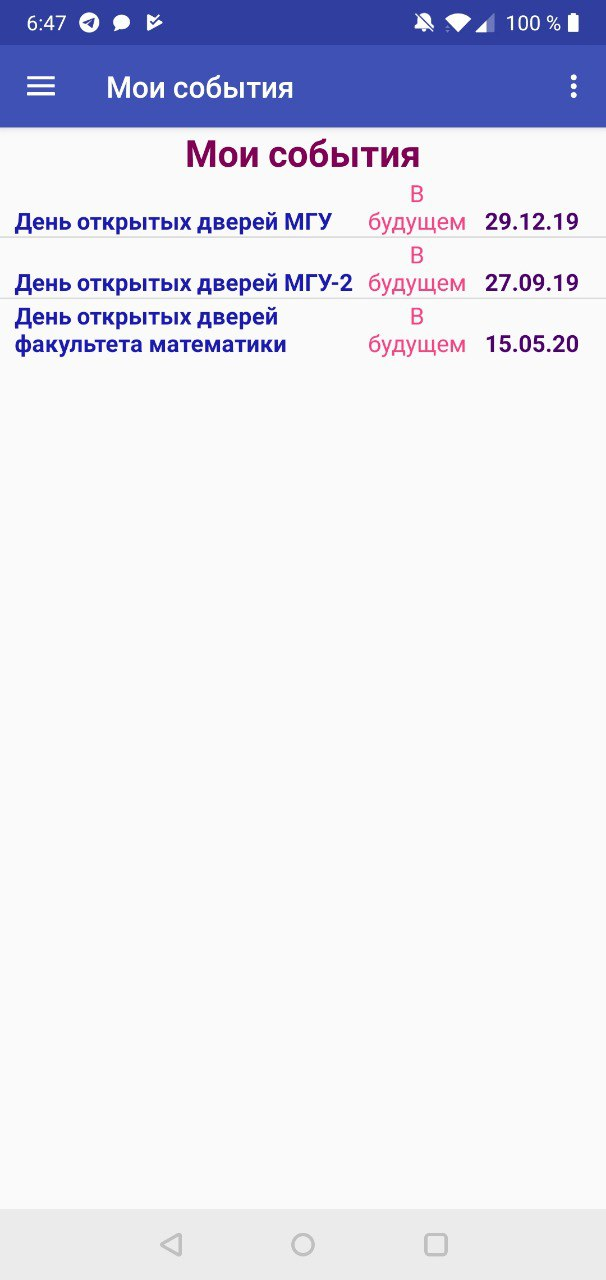 6:47 100 %
Мои события
Мои события
День открытых дверей МГУ В будущем 29.12.19
День открытых дверей МГУ-2 В будущем 27.09.19
День открытых дверей
факультета математики В будущем 15.05.20